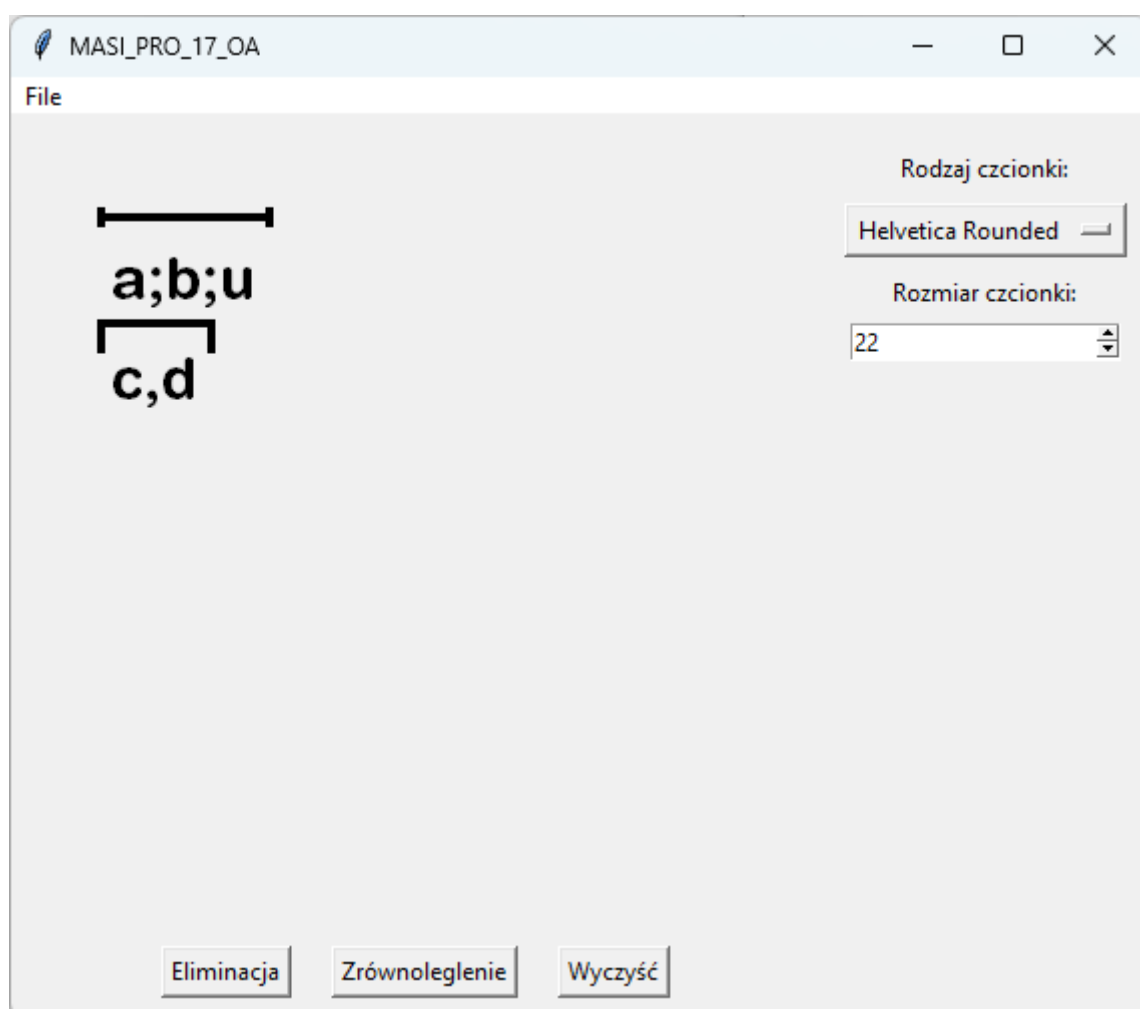 MASI_PRO_17_OA
File
Rodzaj czcionki:
Helvetica Rounded
Rozmiar czcionki:
22
a;b;u
c,d
Eliminacja
Zrównoleglenie
Wyczyść